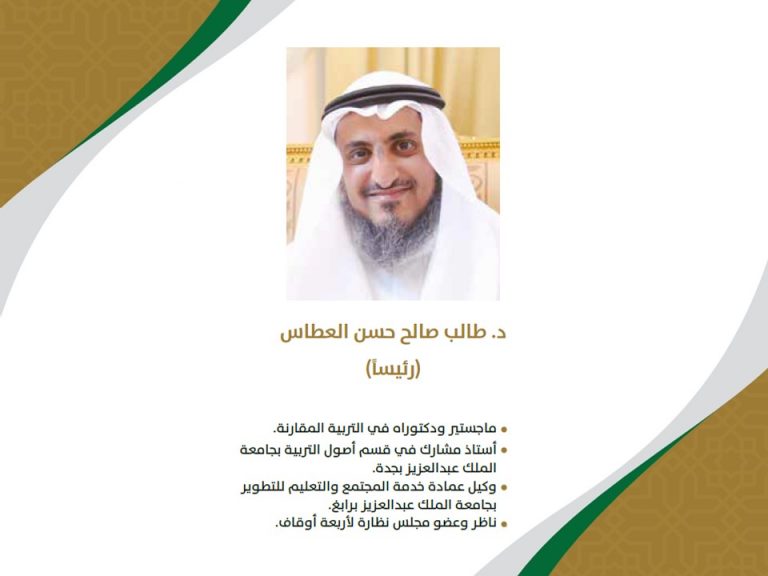 د. طالب صالح حسن العطاس
(رئيساً)
• ماجستير ودكتوراه في التربية المقارنة.
• أستاذ مشارك في قسم أصول التربية بجامعة
الملك عبدالعزيز بجدة.
• وكيل عمادة خدمة المجتمع والتعليم للتطوير
بجامعة الملك عبدالعزيز برابغ.
• ناظر وعضو مجلس نظارة لأربعة أوقاف.